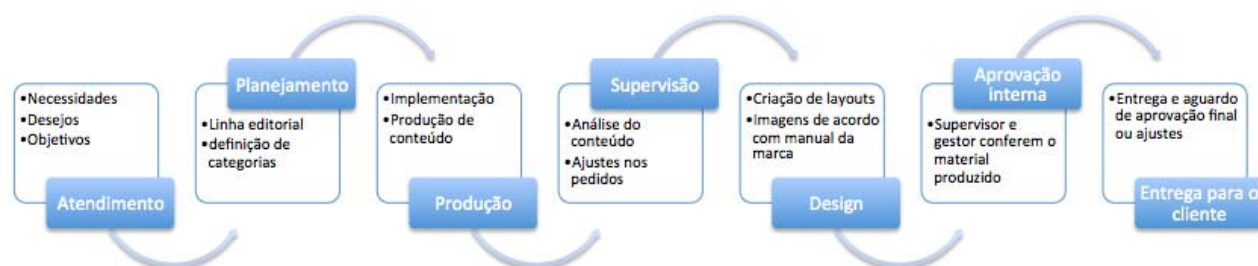 •Necessidades
•Desejos
•Objetivos
Atendimento
Planejamento
•Linha editorial
•definição de
categorias
•Implementação
•Produção de
conteúdo
Produção
Supervisão
•Análise do
conteúdo
•Ajustes nos
pedidos
•Criação de layouts
•Imagens de acordo
com manual da
marca
Design
Aprovação
interna
•Supervisor e
gestor conferem o
material
produzido
•Entrega e aguardo
de aprovação final
ou ajustes
Entrega para o
cliente